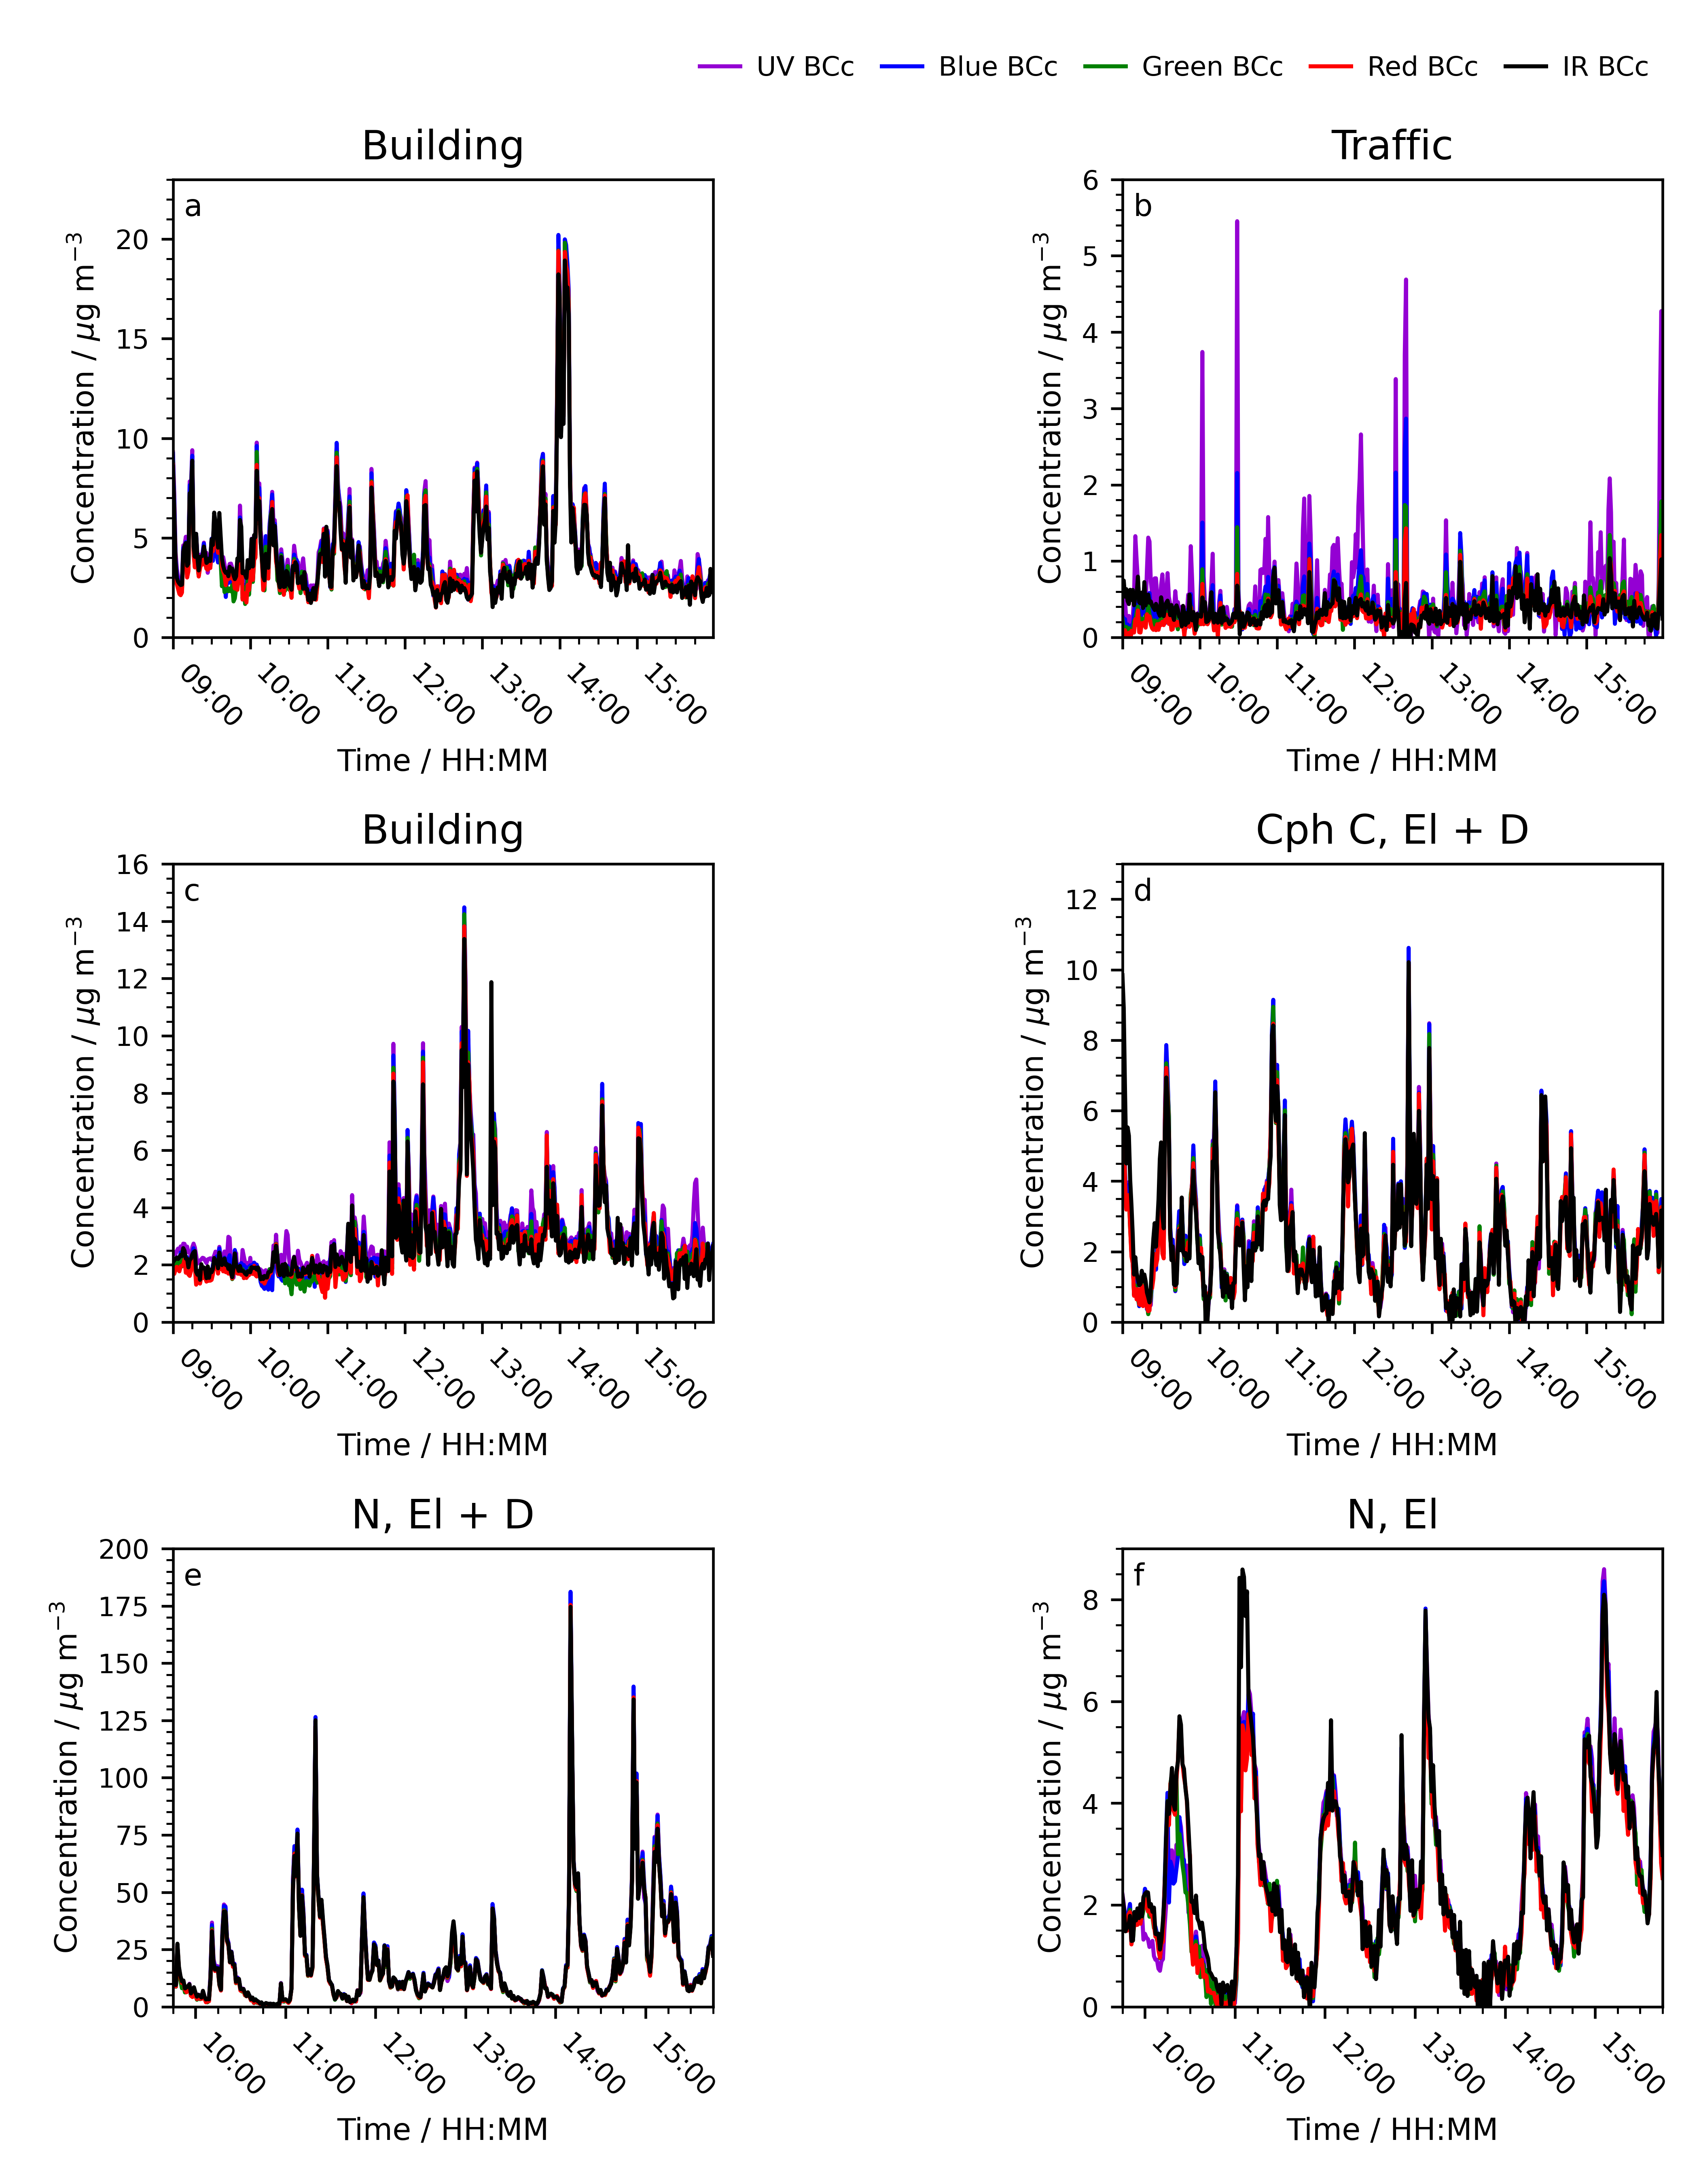 UV BCc Blue BCc Green BCc Red BCc IR BCc
Building
a
Concentration / μg m⁻³
20
15
10
5
0
09:00 10:00 11:00 12:00 13:00 14:00 15:00
Time / HH:MM
Traffic
b
Concentration / μg m⁻³
6
5
4
3
2
1
0
09:00 10:00 11:00 12:00 13:00 14:00 15:00
Time / HH:MM
Building
c
Concentration / μg m⁻³
16
14
12
10
8
6
4
2
0
09:00 10:00 11:00 12:00 13:00 14:00 15:00
Time / HH:MM
Cph C, El + D
d
Concentration / μg m⁻³
12
10
8
6
4
2
0
09:00 10:00 11:00 12:00 13:00 14:00 15:00
Time / HH:MM
N, El + D
e
Concentration / μg m⁻³
200
175
150
125
100
75
50
25
0
10:00 11:00 12:00 13:00 14:00 15:00
Time / HH:MM
N, El
f
Concentration / μg m⁻³
8
6
4
2
0
10:00 11:00 12:00 13:00 14:00 15:00
Time / HH:MM